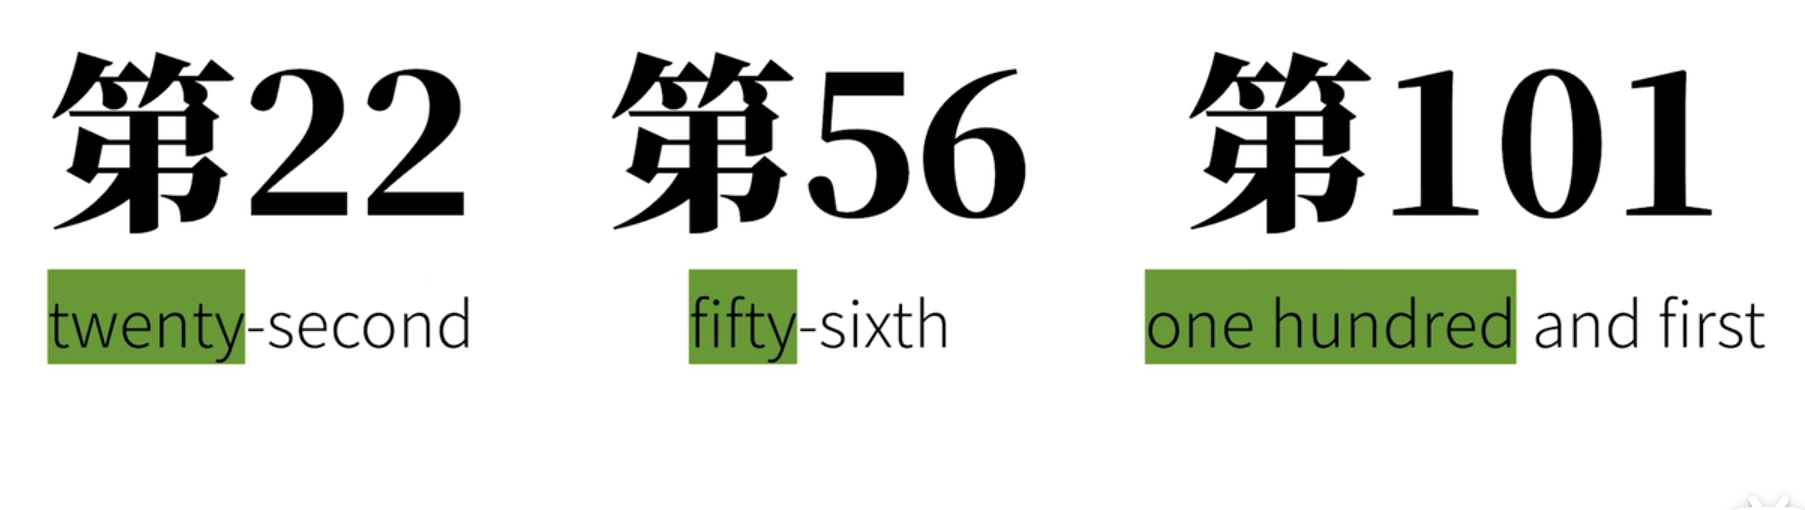 第22 第56 第101
twenty-second fifty-sixth one hundred and first